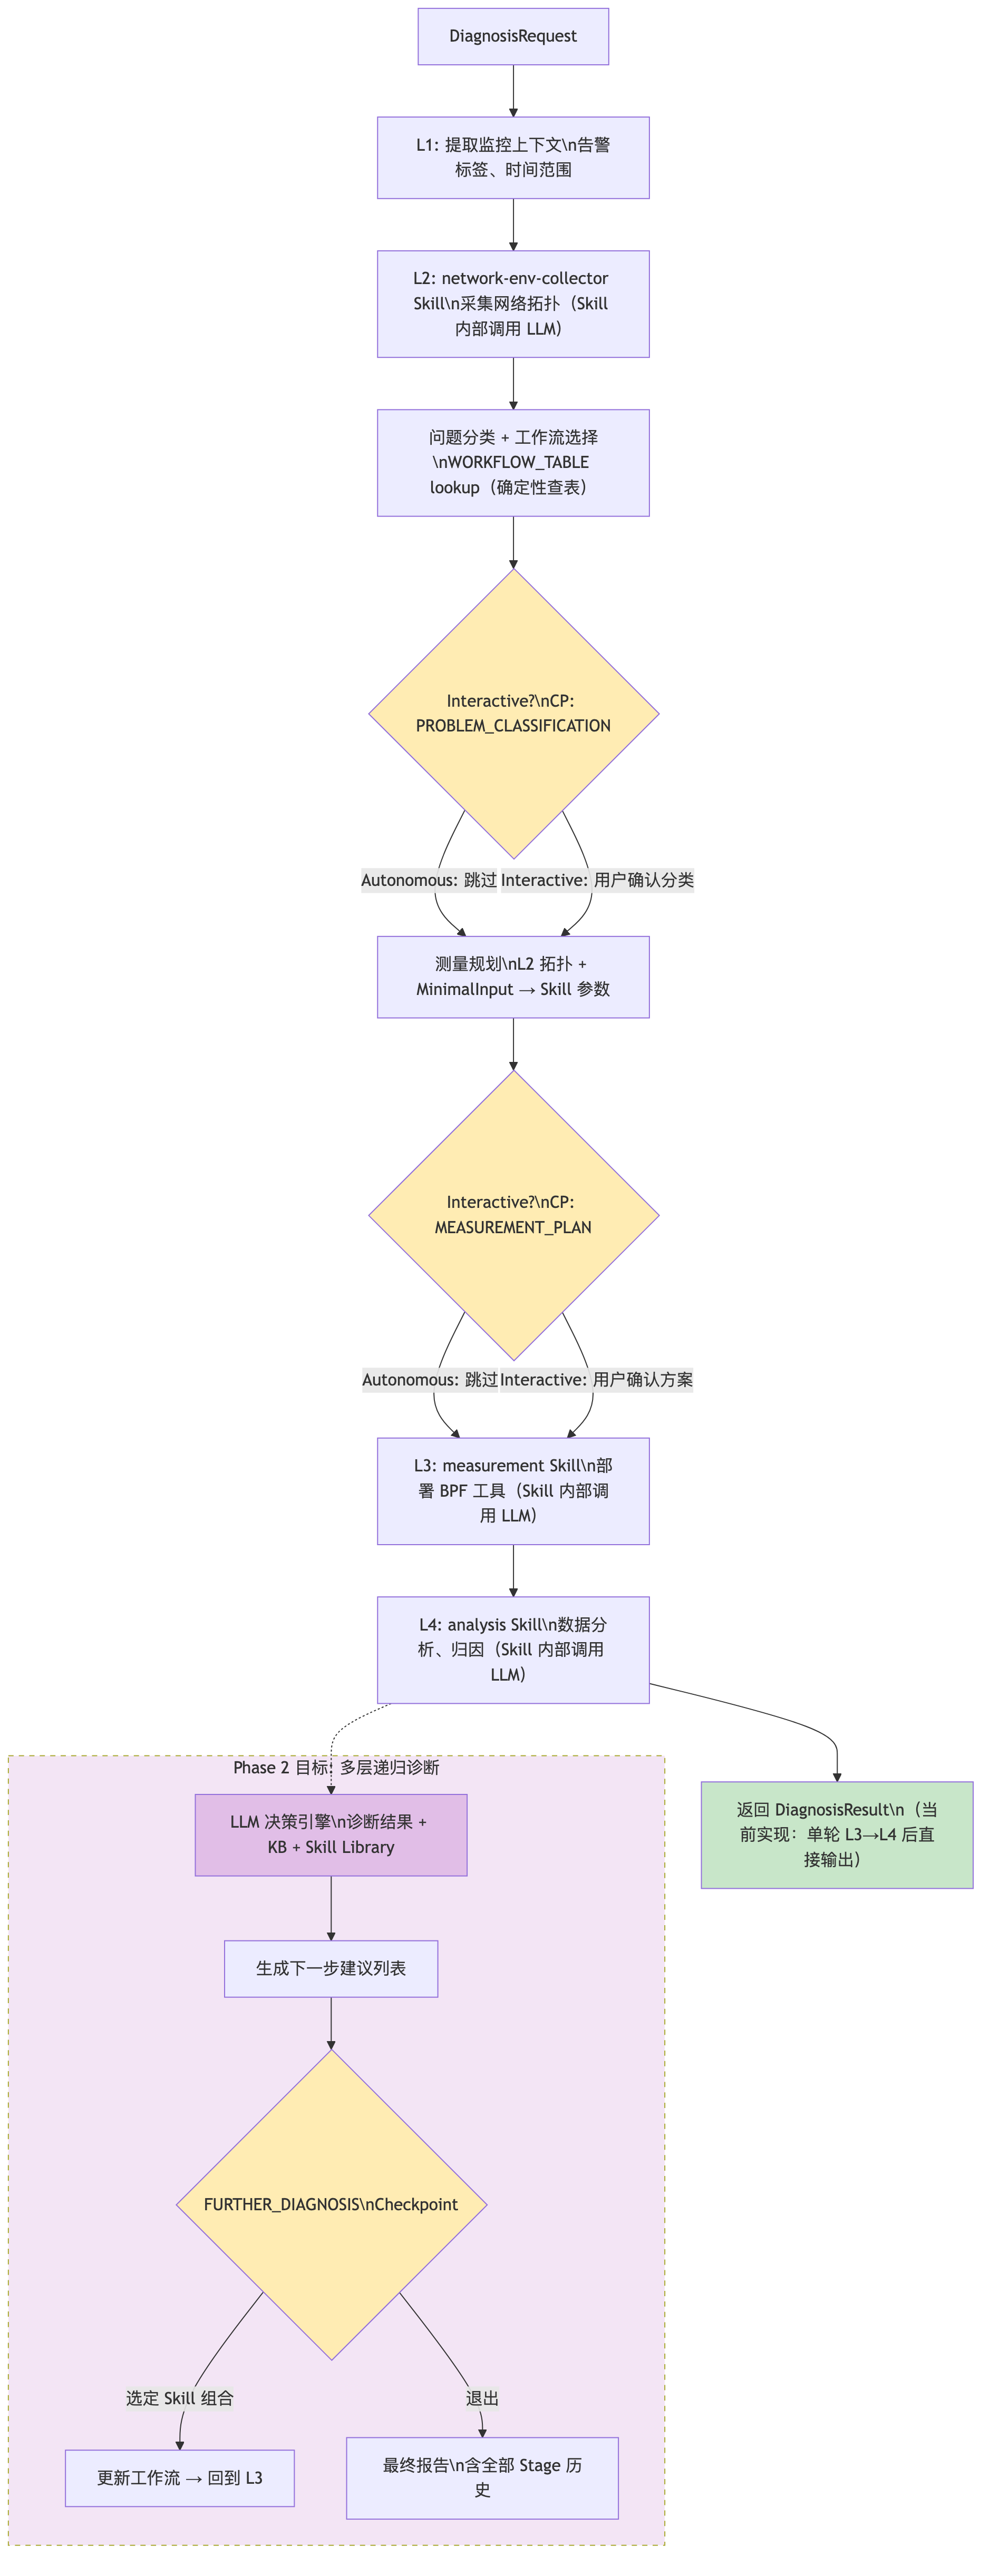 DiagnosisRequest
L1: 提取监控上下文\n告警
标签、时间范围
L2: network-env-collector
Skill\n采集网络拓扑（Skill
内部调用 LLM）
问题分类 + 工作流选择
\nWORKFLOW_TABLE
lookup（确定性查表）
Interactive?\nCP:
PROBLEM_CLASSIFICATION
Autonomous: 跳过
Interactive: 用户确认分类
测量规划\nL2 拓扑 +
MinimalInput → Skill 参数
Interactive?\nCP:
MEASUREMENT_PLAN
Autonomous: 跳过
Interactive: 用户确认方案
L3: measurement Skill\n部
署 BPF 工具（Skill 内部调
用 LLM）
L4: analysis Skill\n数据分
析、归因（Skill 内部调用
LLM）
Phase 2 目标: 多层递归诊断
LLM 决策引擎\n诊断结果 +
KB + Skill Library
返回 DiagnosisResult\n（当
前实现：单轮 L3→L4 后直
接输出）
生成下一步建议列表
FURTHER_DIAGNOSIS\nCheckpoint
选定 Skill 组合
退出
更新工作流 → 回到 L3
最终报告\n含全部 Stage 历
史